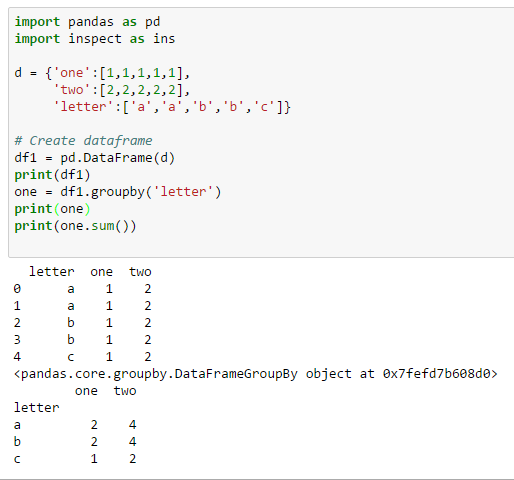 import pandas as pd
import inspect as ins
d = {'one':[1,1,1,1,1],
'two':[2,2,2,2,2],
'letter':['a','a','b','b','c']}
# Create dataframe
df1 = pd.DataFrame(d)
print(df1)
one = df1.groupby('letter')
print(one)
print(one.sum())
letter one two
0 a 1 2
1 a 1 2
2 b 1 2
3 b 1 2
4 c 1 2
<pandas.core.groupby.DataFrameGroupBy object at 0x7fefd7b608d0>
one two
letter
a 2 4
b 2 4
c 1 2